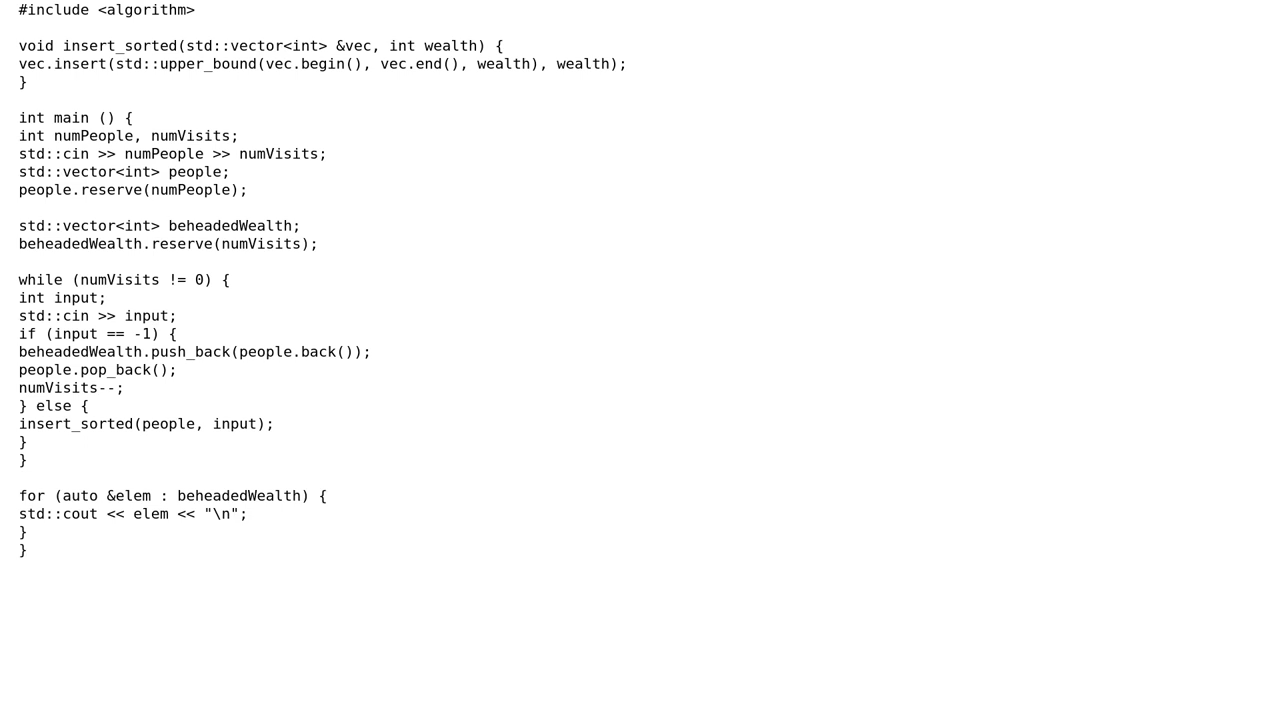 #include <algorithm>
void insert_sorted(std::vector<int> &vec, int wealth) {
vec.insert(std::upper_bound(vec.begin(), vec.end(), wealth), wealth);
}
int main () {
int numPeople, numVisits;
std::cin >> numPeople >> numVisits;
std::vector<int> people;
people.reserve(numPeople);
std::vector<int> beheadedWealth;
beheadedWealth.reserve(numVisits);
while (numVisits != 0) {
int input;
std::cin >> input;
if (input == -1) {
beheadedWealth.push_back(people.back());
people.pop_back();
numVisits--;
} else {
insert_sorted(people, input);
}
}
for (auto &elem : beheadedWealth) {
std::cout << elem << "\n";
}
}